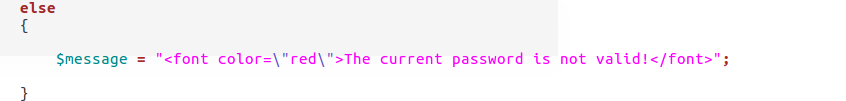 else
{
$message = "<font color=\"red\">The current password is not valid!</font>";
}